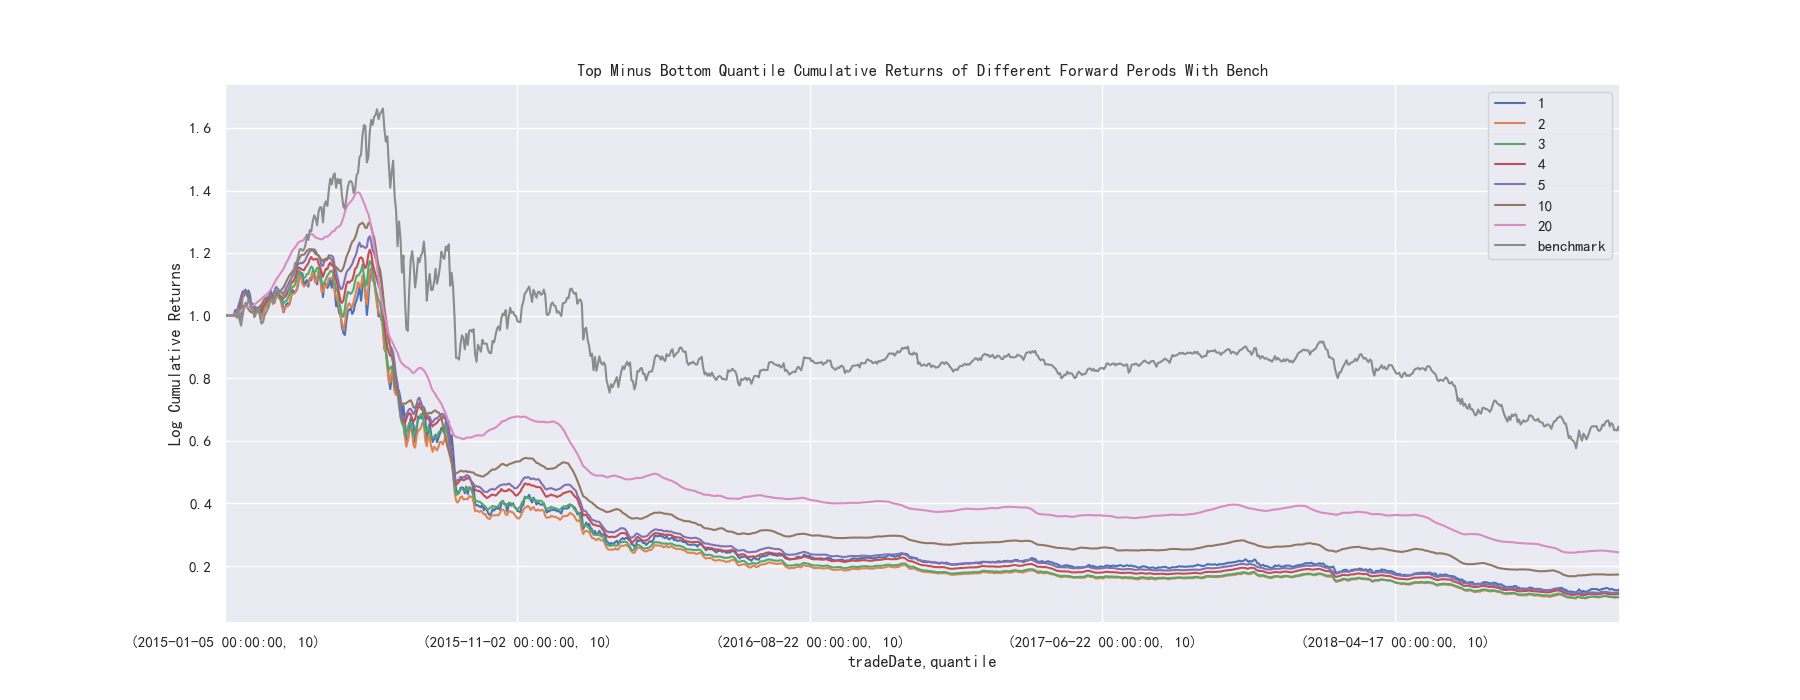 Top Minus Bottom Quantile Cumulative Returns of Different Forward Perods With Bench
1
2
3
4
5
10
20
benchmark
Log Cumulative Returns
1.6
1.4
1.2
1.0
0.8
0.6
0.4
0.2
(2015-01-05 00:00:00, 10)
(2015-11-02 00:00:00, 10)
(2016-08-22 00:00:00, 10)
(2017-06-22 00:00:00, 10)
(2018-04-17 00:00:00, 10)
tradeDate,quantile